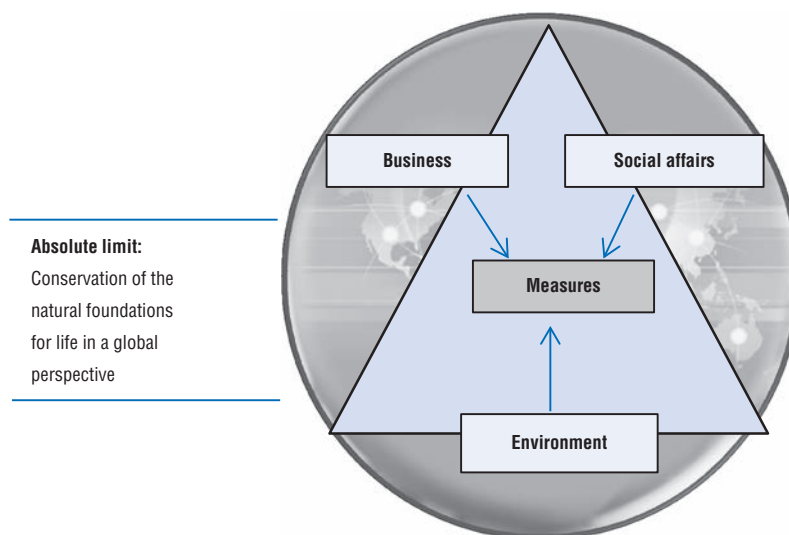 Business
Social affairs
Absolute limit:
Conservation of the
natural foundations
for life in a global
perspective
Measures
Environment